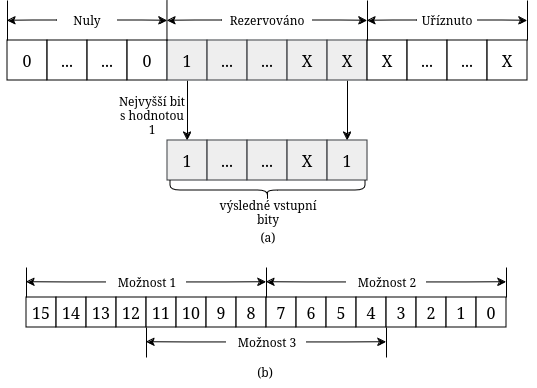 Nuly Rezervováno Uříznuto
0 ... ... 0 1 ... ... X X X ... ... X
Nejvyšší bit
s hodnotou
1
1 ... ... X 1
výsledné vstupní
bity
(a)
Možnost 1 Možnost 2
15 14 13 12 11 10 9 8 7 6 5 4 3 2 1 0
Možnost 3
(b)